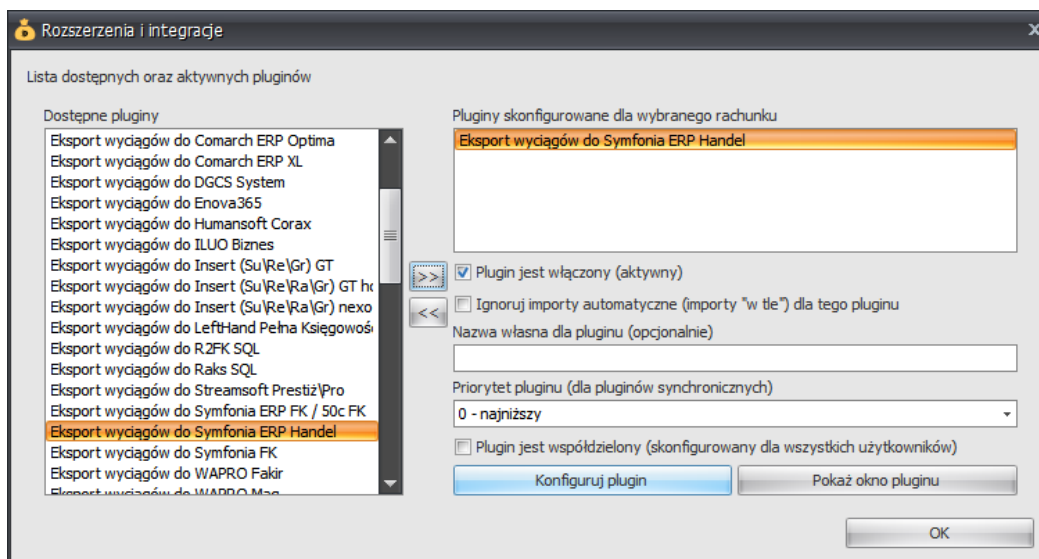 Rozszerzenia i integracje
Lista dostępnych oraz aktywnych pluginów
Dostępne pluginy
Eksport wyciągów do Comarch ERP Optima
Eksport wyciągów do Comarch ERP XL
Eksport wyciągów do DGCS System
Eksport wyciągów do Enova365
Eksport wyciągów do Humansoft Corax
Eksport wyciągów do ILUO Biznes
Eksport wyciągów do Insert (Su\Re\Gr) GT
Eksport wyciągów do Insert (Su\Re\Ra\Gr) GT ho
Eksport wyciągów do Insert (Su\Re\Ra\Gr) nexo
Eksport wyciągów do LeftHand Pełna Księgowość
Eksport wyciągów do R2FK SQL
Eksport wyciągów do Raks SQL
Eksport wyciągów do Streamsoft Prestiż\Pro
Eksport wyciągów do Symfonia ERP FK / 50c FK
Eksport wyciągów do Symfonia ERP Handel
Eksport wyciągów do Symfonia FK
Eksport wyciągów do WAPRO Fakir
Eksport wyciągów do WAPRO Mag
>>
<<
Pluginy skonfigurowane dla wybranego rachunku
Eksport wyciągów do Symfonia ERP Handel
Plugin jest włączony (aktywny)
Ignoruj importy automatyczne (importy "w tle") dla tego pluginu
Nazwa własna dla pluginu (opcjonalnie)
Priorytet pluginu (dla pluginów synchronicznych)
0 - najniższy
Plugin jest współdzielony (skonfigurowany dla wszystkich użytkowników)
Konfiguruj plugin
Pokaż okno pluginu
OK